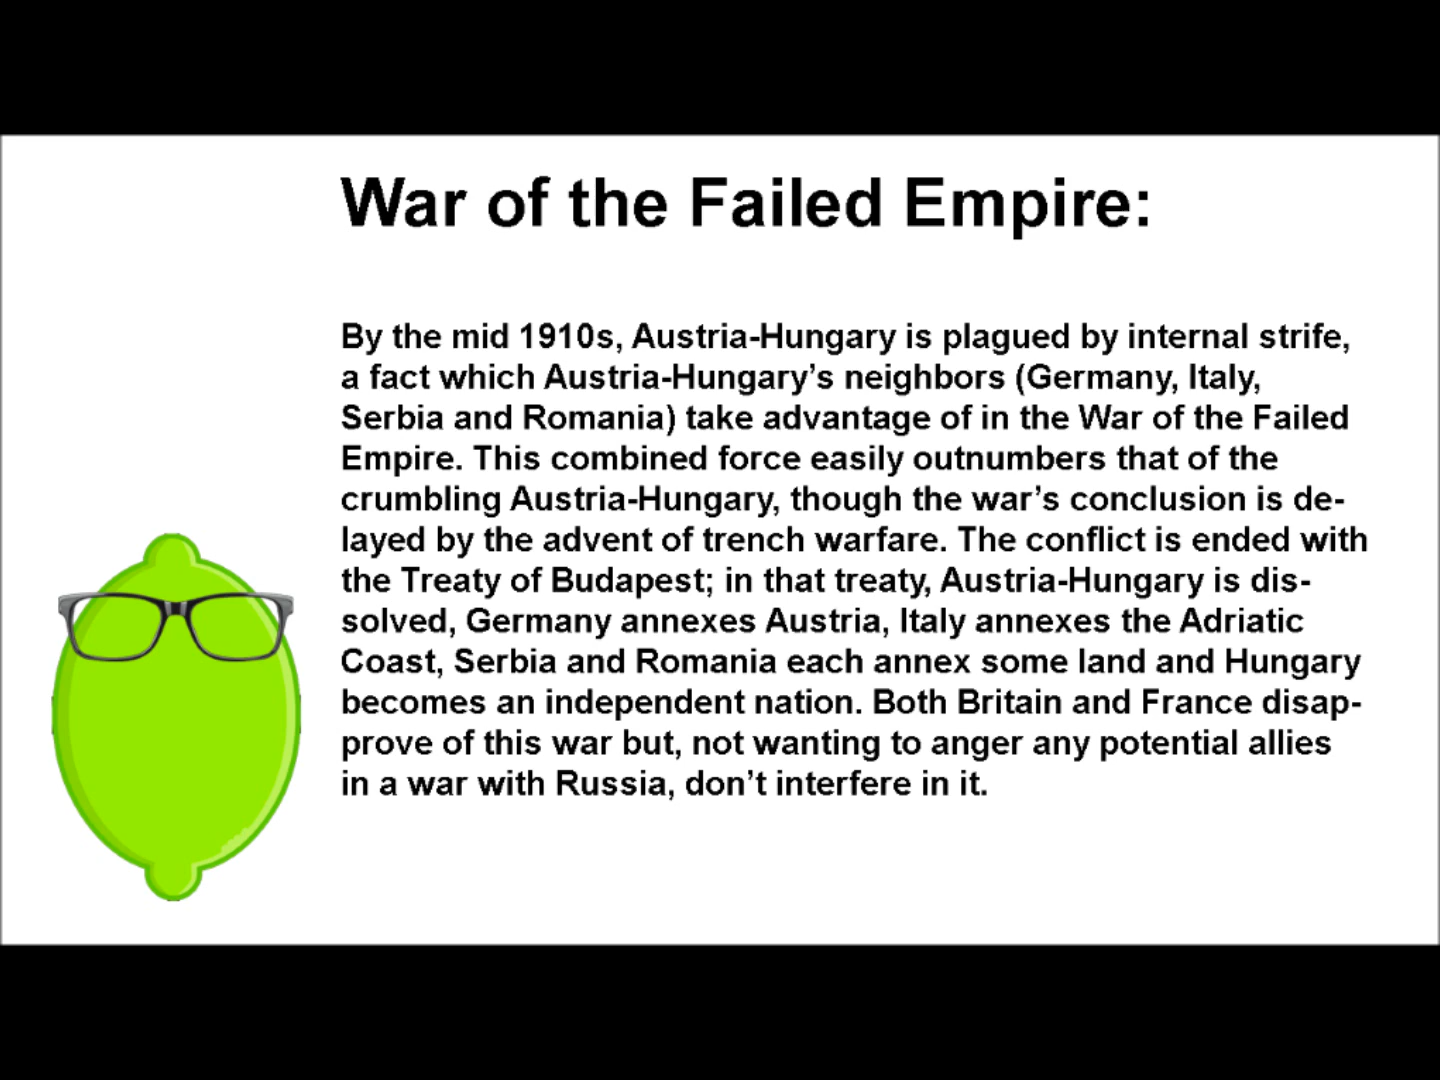 War of the Failed Empire:
By the mid 1910s, Austria-Hungary is plagued by internal strife,
a fact which Austria-Hungary’s neighbors (Germany, Italy,
Serbia and Romania) take advantage of in the War of the Failed
Empire. This combined force easily outnumbers that of the
crumbling Austria-Hungary, though the war’s conclusion is de-
layed by the advent of trench warfare. The conflict is ended with
the Treaty of Budapest; in that treaty, Austria-Hungary is dis-
solved, Germany annexes Austria, Italy annexes the Adriatic
Coast, Serbia and Romania each annex some land and Hungary
becomes an independent nation. Both Britain and France disap-
prove of this war but, not wanting to anger any potential allies
in a war with Russia, don’t interfere in it.